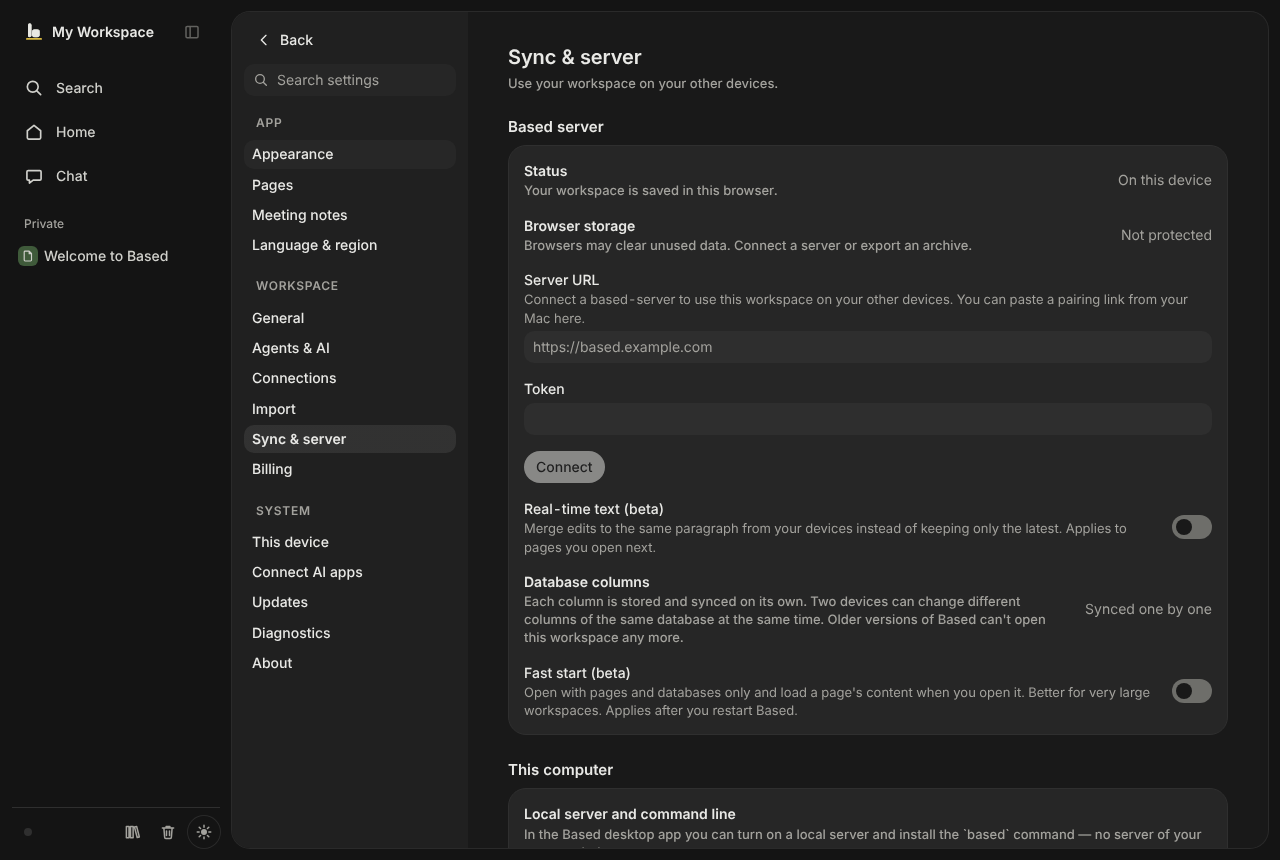 My Workspace
Search
Home
Chat
Private
Welcome to Based
Back
Search settings
APP
Appearance
Pages
Meeting notes
Language & region
WORKSPACE
General
Agents & AI
Connections
Import
Sync & server
Billing
SYSTEM
This device
Connect AI apps
Updates
Diagnostics
About
Sync & server
Use your workspace on your other devices.
Based server
Status
Your workspace is saved in this browser.
On this device
Browser storage
Browsers may clear unused data. Connect a server or export an archive.
Not protected
Server URL
Connect a based-server to use this workspace on your other devices. You can paste a pairing link from your
Mac here.
https://based.example.com
Token
Connect
Real-time text (beta)
Merge edits to the same paragraph from your devices instead of keeping only the latest. Applies to
pages you open next.
Database columns
Each column is stored and synced on its own. Two devices can change different
columns of the same database at the same time. Older versions of Based can't open
this workspace any more.
Synced one by one
Fast start (beta)
Open with pages and databases only and load a page's content when you open it. Better for very large
workspaces. Applies after you restart Based.
This computer
Local server and command line
In the Based desktop app you can turn on a local server and install the `based` command — no server of your